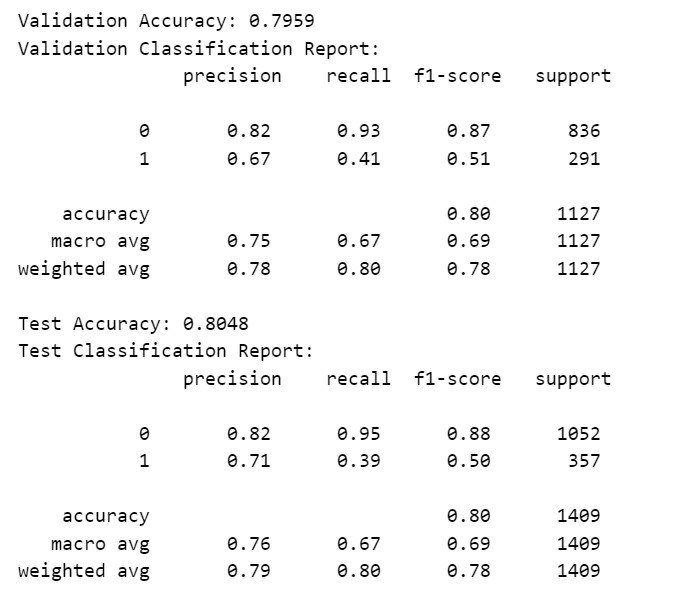 Validation Accuracy: 0.7959
Validation Classification Report:
precision recall f1-score support
0 0.82 0.93 0.87 836
1 0.67 0.41 0.51 291
accuracy 0.80 1127
macro avg 0.75 0.67 0.69 1127
weighted avg 0.78 0.80 0.78 1127
Test Accuracy: 0.8048
Test Classification Report:
precision recall f1-score support
0 0.82 0.95 0.88 1052
1 0.71 0.39 0.50 357
accuracy 0.80 1409
macro avg 0.76 0.67 0.69 1409
weighted avg 0.79 0.80 0.78 1409